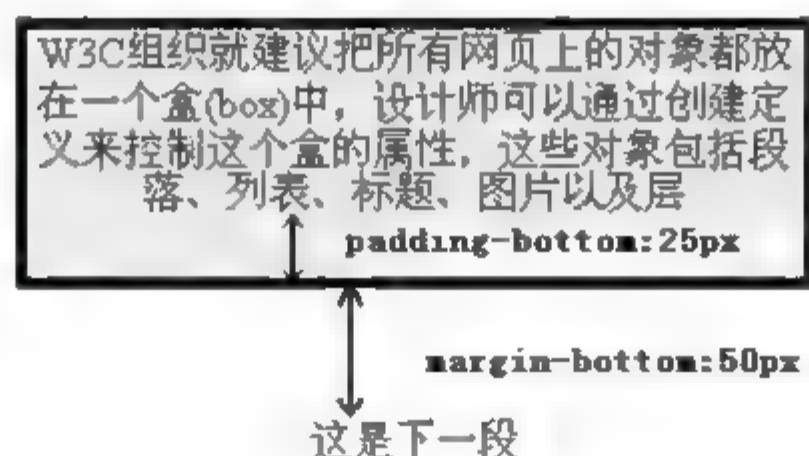 W3C组织就建议把所有网页上的对象都放
在一个盒(box)中，设计师可以通过创建定
义来控制这个盒的属性，这些对象包括段
落、列表、标题、图片以及层
padding-bottom:25px
margin-bottom:50px
这是下一段